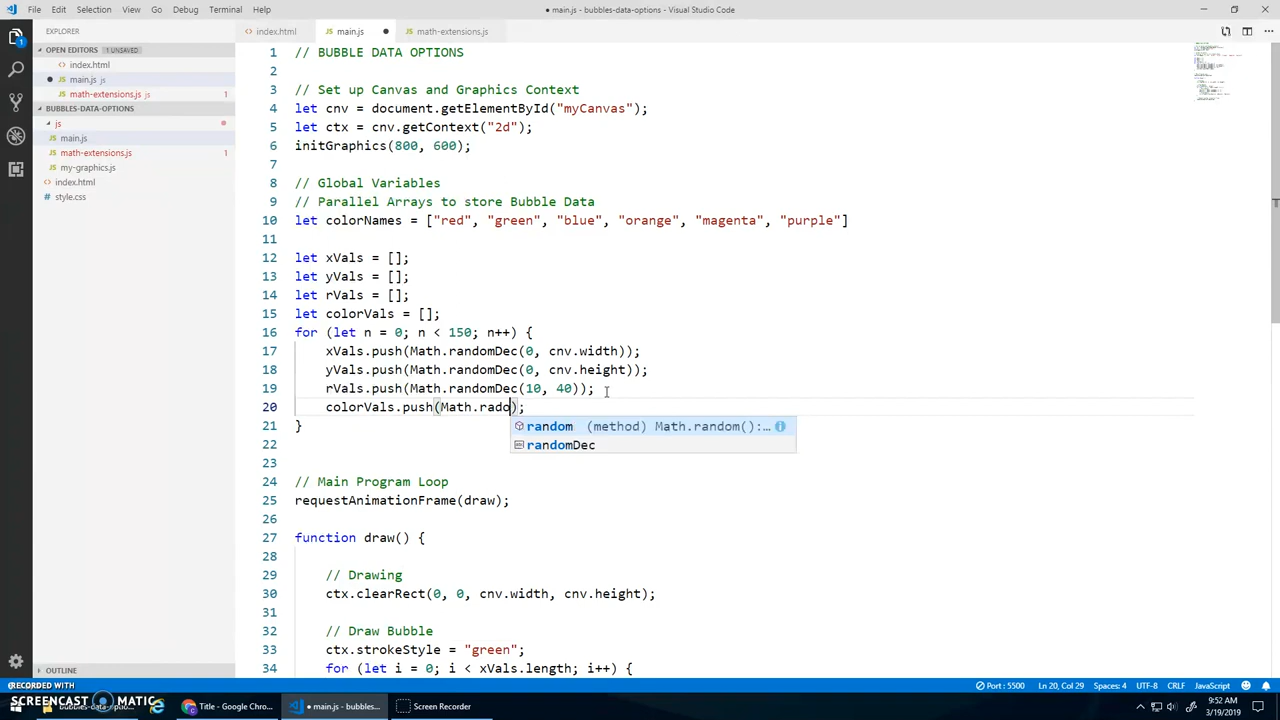 File Edit Selection View Go Debug Terminal Help
● main.js - bubbles-data-options - Visual Studio Code
EXPLORER
OPEN EDITORS 1 UNSAVED
index.html
main.js js
math-extensions.js js 1
BUBBLES-DATA-OPTIONS
js
main.js
math-extensions.js 1
my-graphics.js
index.html
style.css
OUTLINE
index.html main.js math-extensions.js
1 // BUBBLE DATA OPTIONS
2
3 // Set up Canvas and Graphics Context
4 let cnv = document.getElementById("myCanvas");
5 let ctx = cnv.getContext("2d");
6 initGraphics(800, 600);
7
8 // Global Variables
9 // Parallel Arrays to store Bubble Data
10 let colorNames = ["red", "green", "blue", "orange", "magenta", "purple"]
11
12 let xVals = [];
13 let yVals = [];
14 let rVals = [];
15 let colorVals = [];
16 for (let n = 0; n < 150; n++) {
17 xVals.push(Math.randomDec(0, cnv.width));
18 yVals.push(Math.randomDec(0, cnv.height));
19 rVals.push(Math.randomDec(10, 40));
20 colorVals.push(Math.rado);
random (method) Math.random():…
21 }
randomDec
22
23
24 // Main Program Loop
25 requestAnimationFrame(draw);
26
27 function draw() {
28
29 // Drawing
30 ctx.clearRect(0, 0, cnv.width, cnv.height);
31
32 // Draw Bubble
33 ctx.strokeStyle = "green";
34 for (let i = 0; i < xVals.length; i++) {
Port : 5500 Ln 20, Col 29 Spaces: 4 UTF-8 CRLF JavaScript
RECORDED WITH
SCREENCAST MATIC
bubbles-data-optio... Title - Google Chro... ● main.js - bubbles... Screen Recorder
9:52 AM
3/19/2019